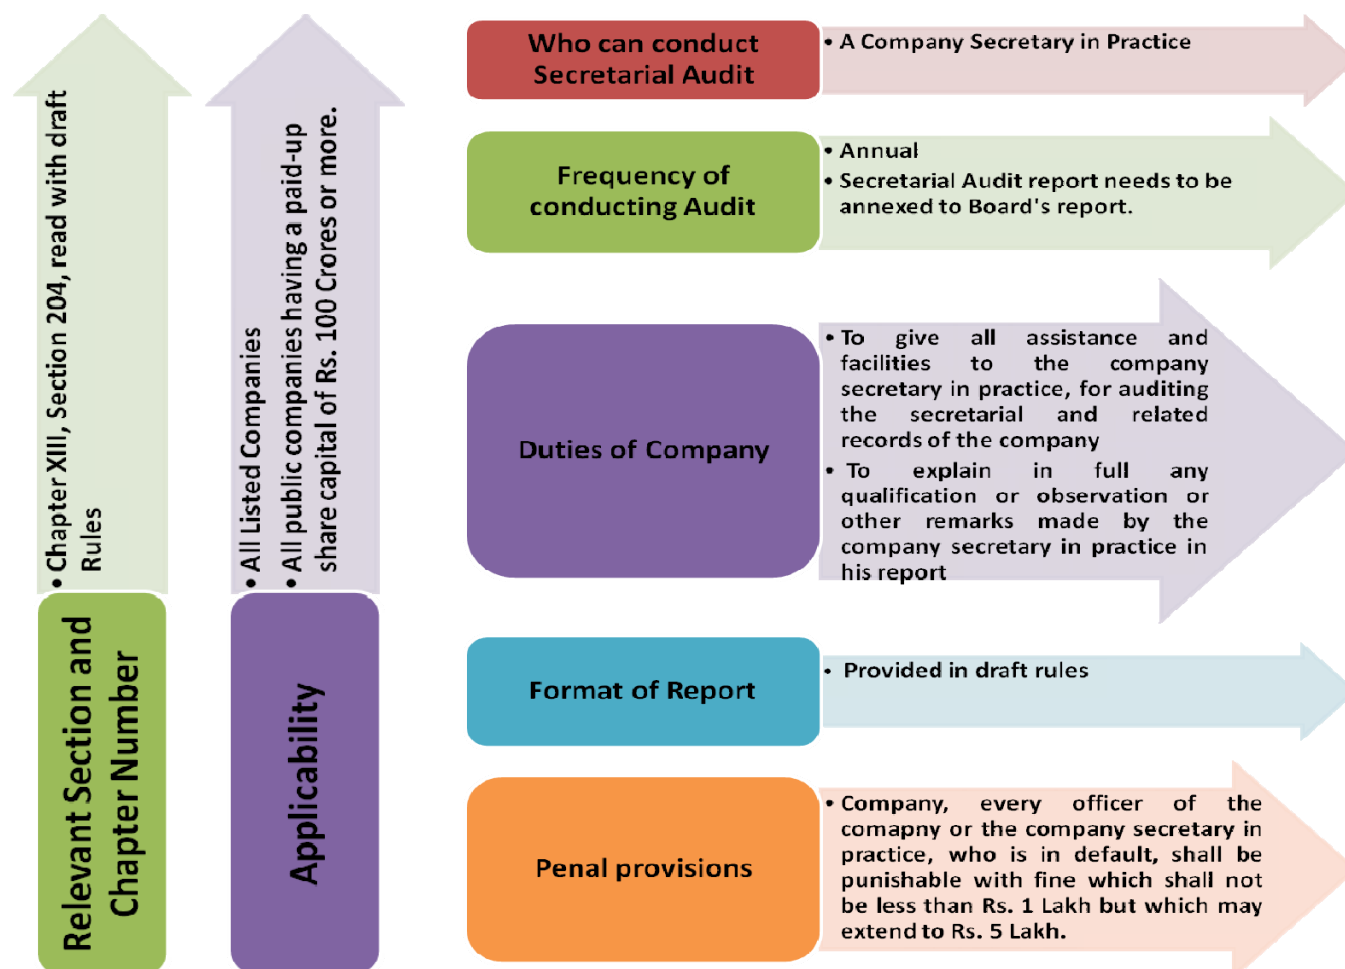 Relevant Section and
Chapter Number
• Chapter XIII, Section 204, read with draft
Rules
Applicability
• All Listed Companies
• All public companies having a paid-up
share capital of Rs. 100 Crores or more.
Who can conduct
Secretarial Audit
• A Company Secretary in Practice
Frequency of
conducting Audit
• Annual
• Secretarial Audit report needs to be
annexed to Board's report.
Duties of Company
• To give all assistance and
facilities to the company
secretary in practice, for auditing
the secretarial and related
records of the company
• To explain in full any
qualification or observation or
other remarks made by the
company secretary in practice in
his report
Format of Report
• Provided in draft rules
Penal provisions
• Company, every officer of the
comapny or the company secretary in
practice, who is in default, shall be
punishable with fine which shall not
be less than Rs. 1 Lakh but which may
extend to Rs. 5 Lakh.